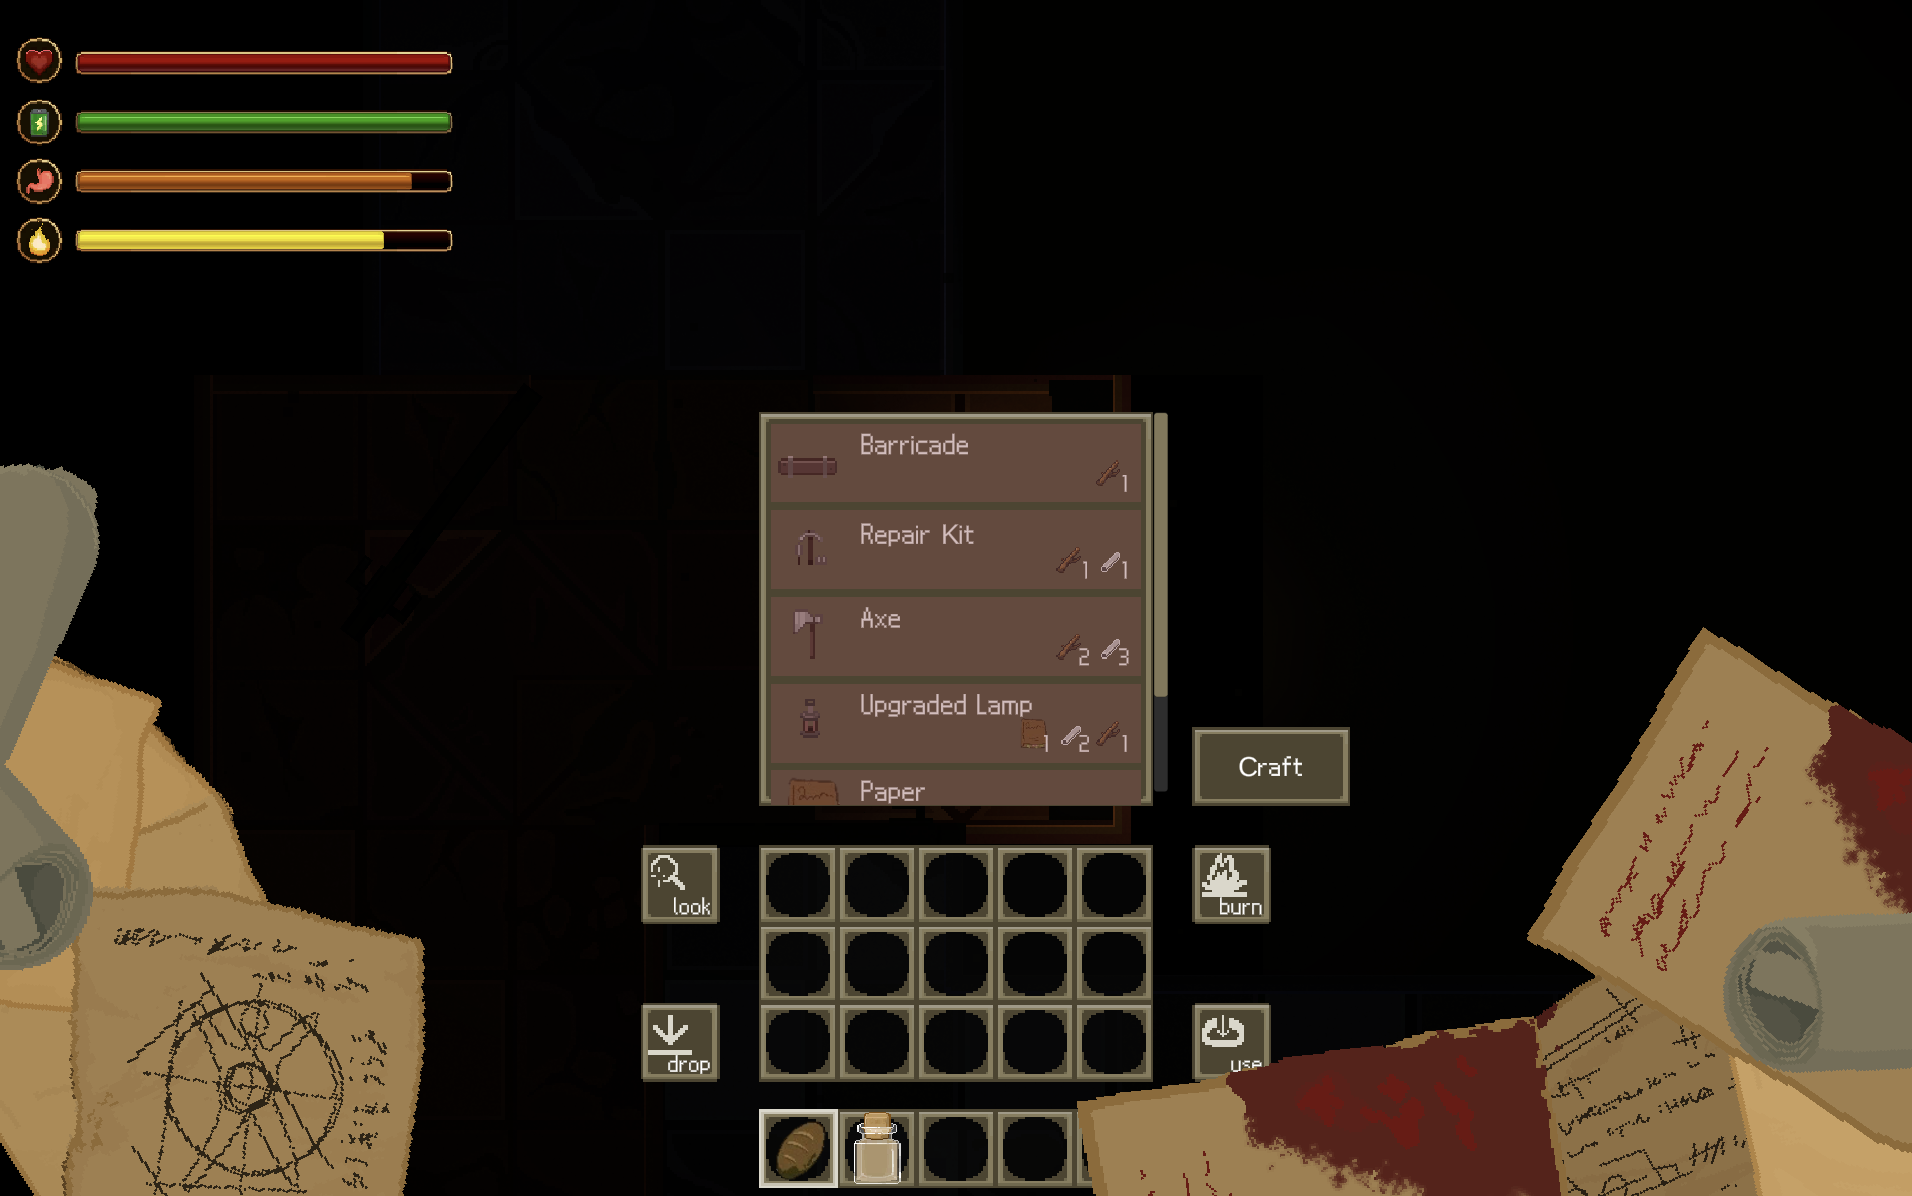 Barricade
1
Repair Kit
1 1
Axe
2 3
Upgraded Lamp
1 2 1
Paper
Craft
look
burn
drop
use